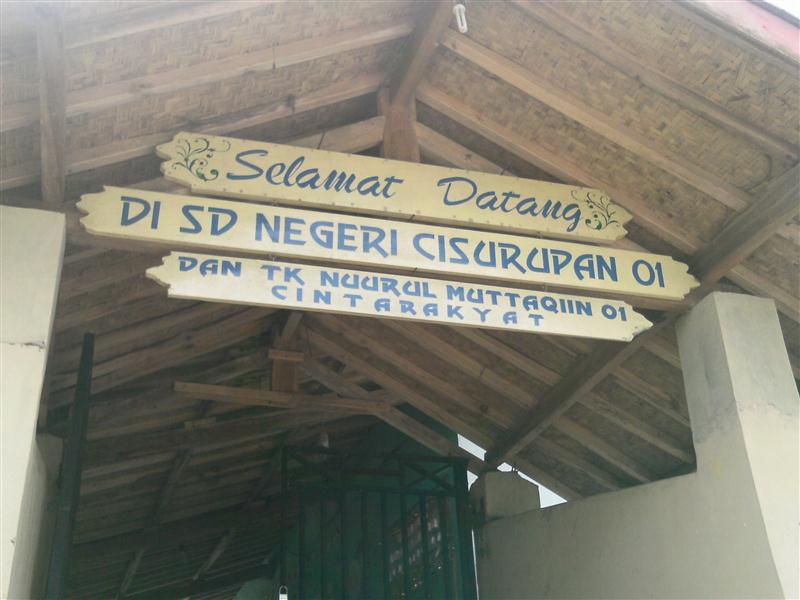 Selamat Datang
DI SD NEGERI CISURUPAN 01
DAN TK NUURUL MUTTAQIIN 01
CINTARAKYAT